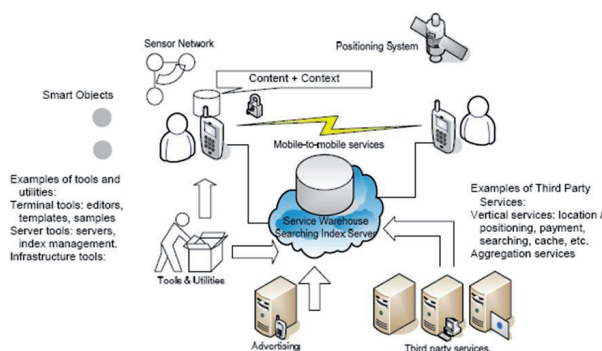 Sensor Network
Positioning System
Content + Context
Smart Objects
Mobile-to-mobile services
Examples of tools and
utilities:
Terminal tools: editors,
templates, samples
Server tools: servers,
index management.
Infrastructure tools:
Service Warehouse
Searching Index Server
Examples of Third Party
Services:
Vertical services: location /
positioning, payment,
searching, cache, etc.
Aggregation services
Tools & Utilities
Advertising
Third party services.